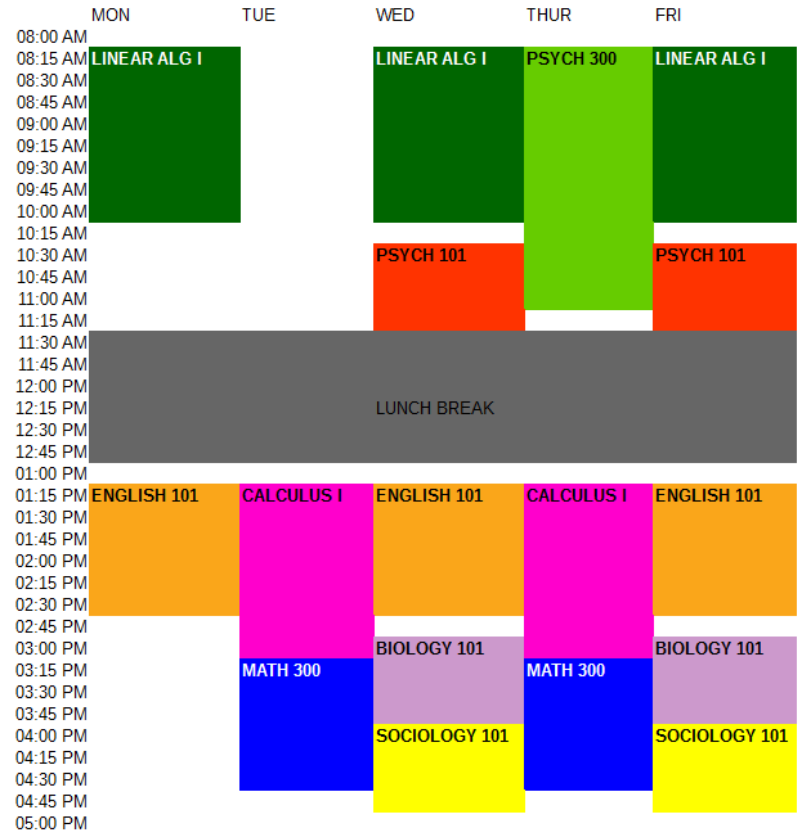 MON TUE WED THUR FRI
08:00 AM
08:15 AM LINEAR ALG I LINEAR ALG I PSYCH 300 LINEAR ALG I
08:30 AM
08:45 AM
09:00 AM
09:15 AM
09:30 AM
09:45 AM
10:00 AM
10:15 AM
10:30 AM PSYCH 101 PSYCH 101
10:45 AM
11:00 AM
11:15 AM
11:30 AM
11:45 AM
12:00 PM
12:15 PM LUNCH BREAK
12:30 PM
12:45 PM
01:00 PM
01:15 PM ENGLISH 101 CALCULUS I ENGLISH 101 CALCULUS I ENGLISH 101
01:30 PM
01:45 PM
02:00 PM
02:15 PM
02:30 PM
02:45 PM
03:00 PM BIOLOGY 101 BIOLOGY 101
03:15 PM MATH 300 MATH 300
03:30 PM
03:45 PM
04:00 PM SOCIOLOGY 101 SOCIOLOGY 101
04:15 PM
04:30 PM
04:45 PM
05:00 PM